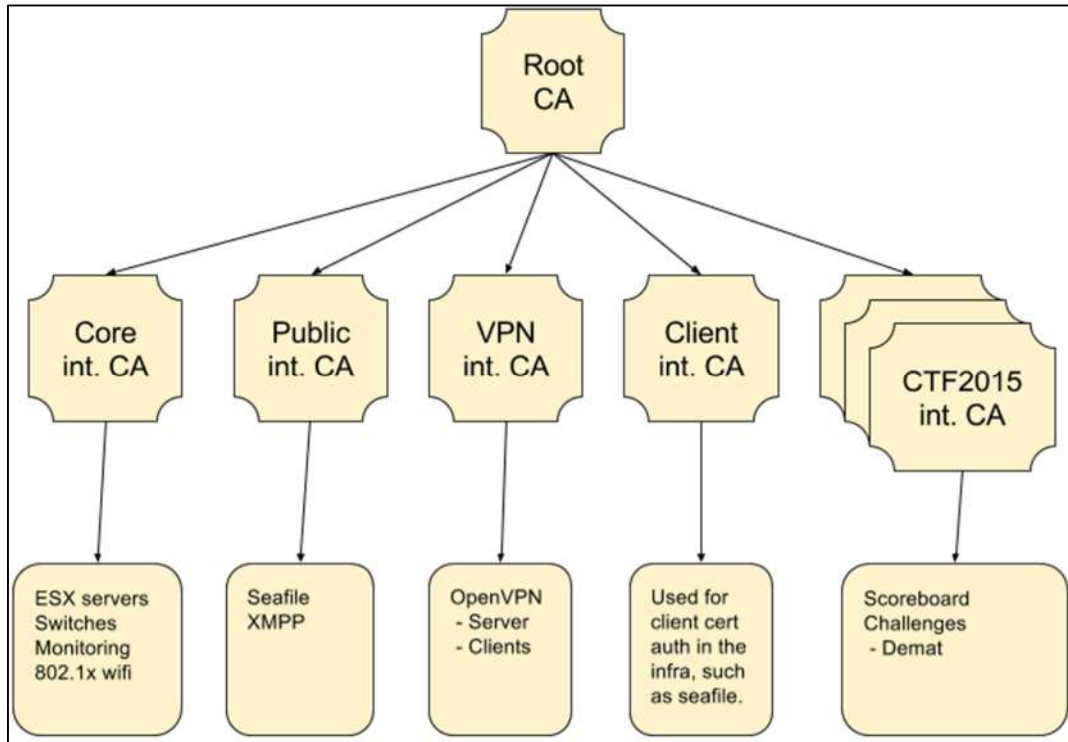 Root
CA
Core
int. CA
Public
int. CA
VPN
int. CA
Client
int. CA
CTF2015
int. CA
ESX servers
Switches
Monitoring
802.1x wifi
Seafile
XMPP
OpenVPN
- Server
- Clients
Used for
client cert
auth in the
infra, such
as seafile.
Scoreboard
Challenges
- Demat